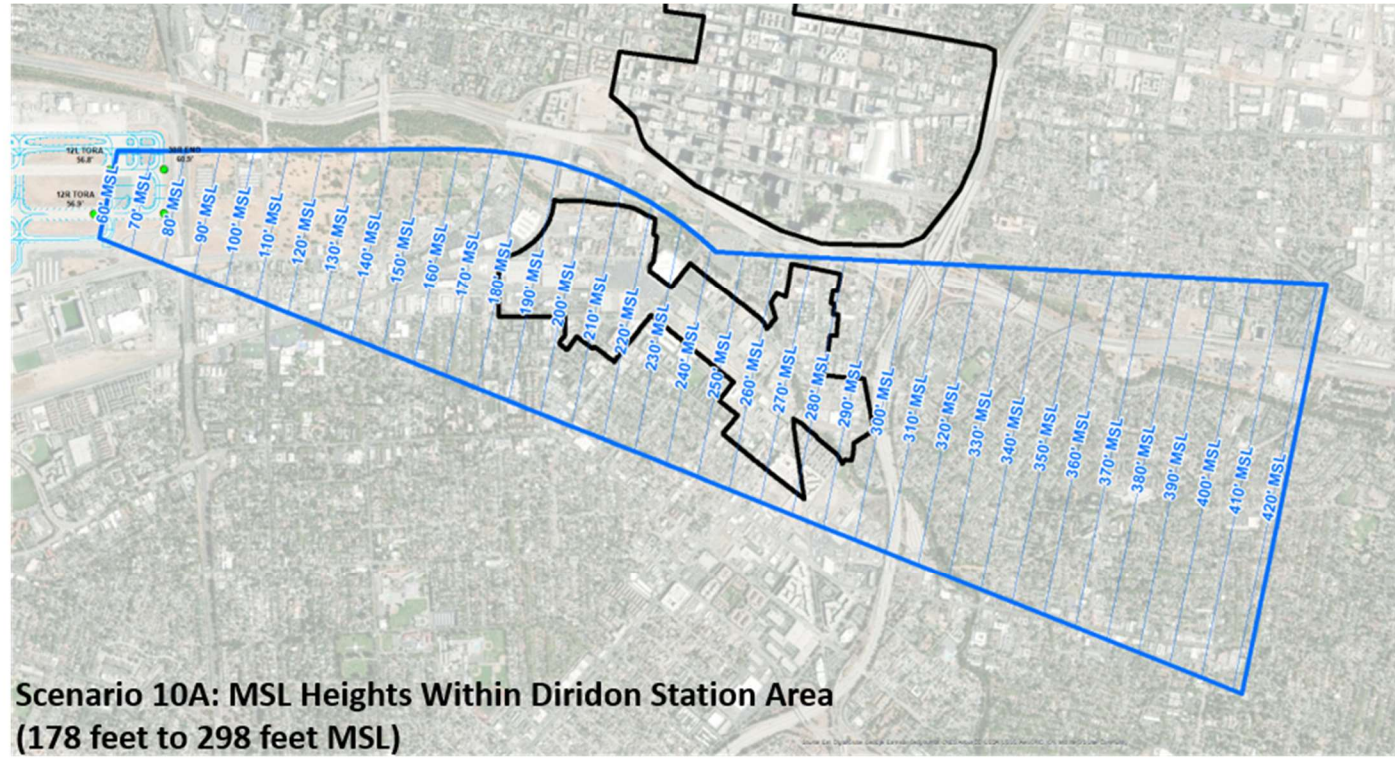 12L TORA
56.8'
30R END
60.9'
12R TORA
56.9'
60' MSL
70' MSL
80' MSL
90' MSL
100' MSL
110' MSL
120' MSL
130' MSL
140' MSL
150' MSL
160' MSL
170' MSL
180' MSL
190' MSL
200' MSL
210' MSL
220' MSL
230' MSL
240' MSL
250' MSL
260' MSL
270' MSL
280' MSL
290' MSL
300' MSL
310' MSL
320' MSL
330' MSL
340' MSL
350' MSL
360' MSL
370' MSL
380' MSL
390' MSL
400' MSL
410' MSL
420' MSL
Scenario 10A: MSL Heights Within Diridon Station Area
(178 feet to 298 feet MSL)